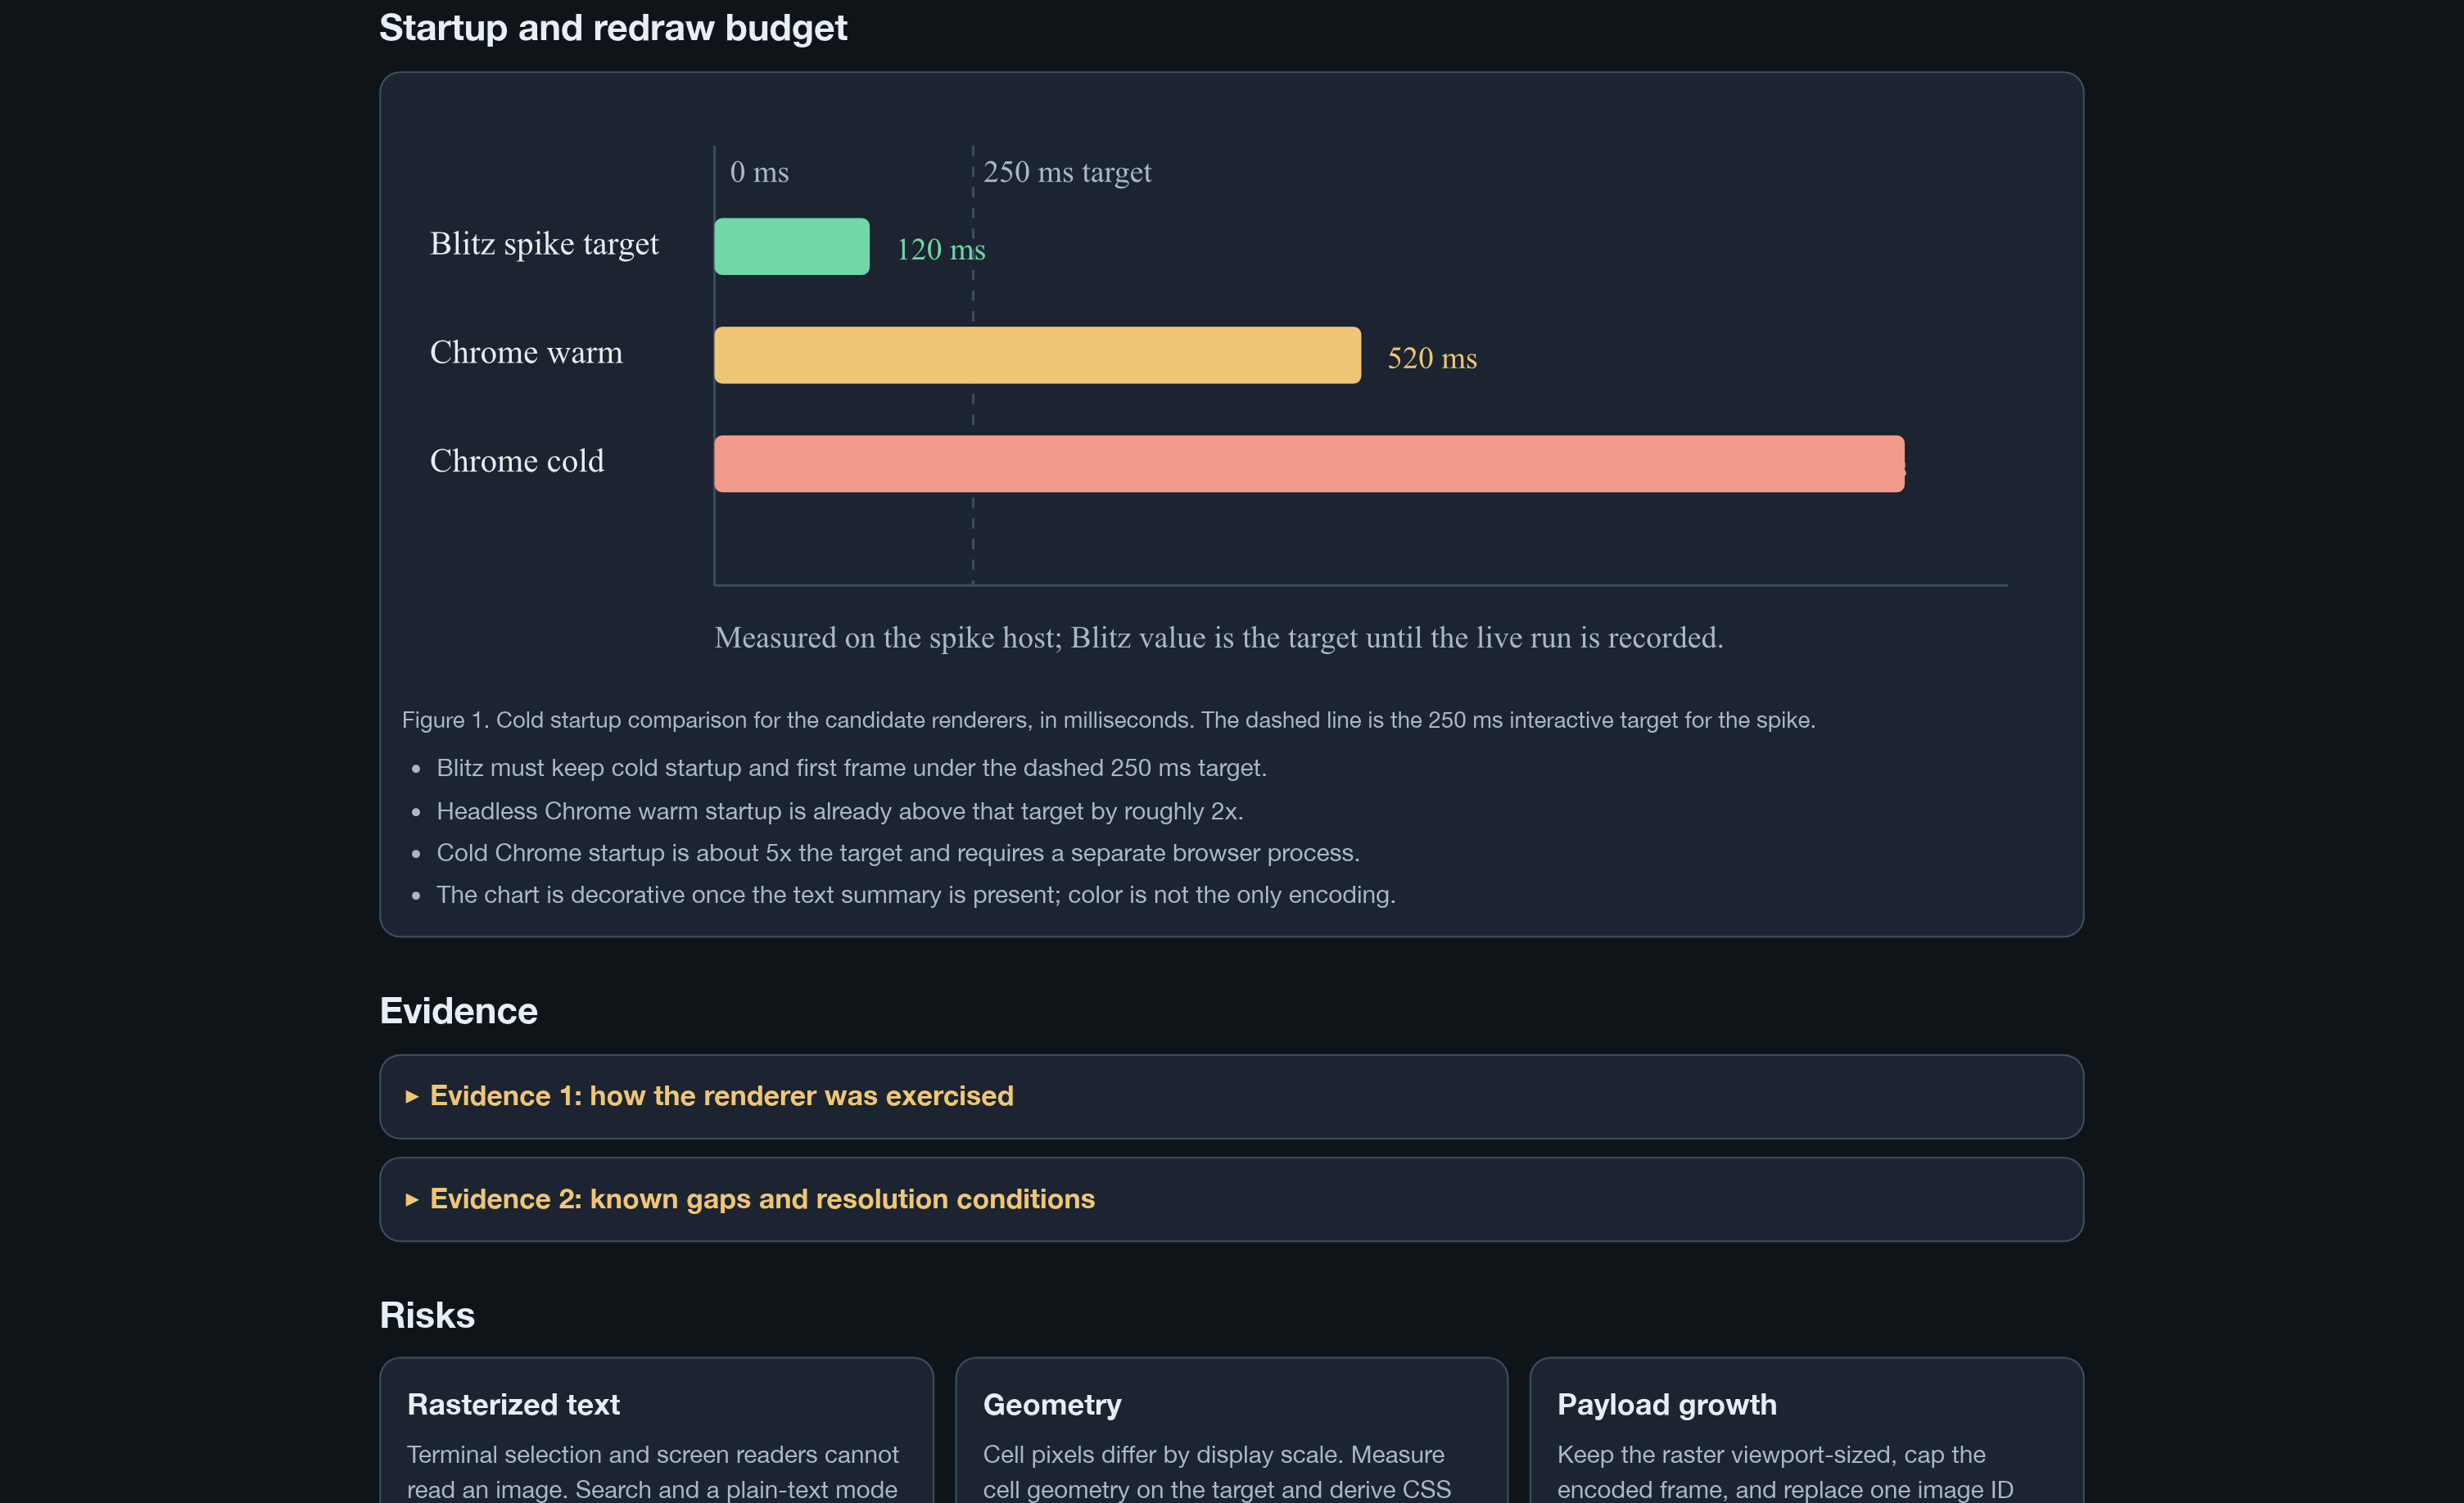 Startup and redraw budget
0 ms
250 ms target
Blitz spike target
120 ms
Chrome warm
520 ms
Chrome cold
Measured on the spike host; Blitz value is the target until the live run is recorded.
Figure 1. Cold startup comparison for the candidate renderers, in milliseconds. The dashed line is the 250 ms interactive target for the spike.
• Blitz must keep cold startup and first frame under the dashed 250 ms target.
• Headless Chrome warm startup is already above that target by roughly 2x.
• Cold Chrome startup is about 5x the target and requires a separate browser process.
• The chart is decorative once the text summary is present; color is not the only encoding.
Evidence
▸ Evidence 1: how the renderer was exercised
▸ Evidence 2: known gaps and resolution conditions
Risks
Rasterized text
Terminal selection and screen readers cannot
read an image. Search and a plain-text mode
Geometry
Cell pixels differ by display scale. Measure
cell geometry on the target and derive CSS
Payload growth
Keep the raster viewport-sized, cap the
encoded frame, and replace one image ID